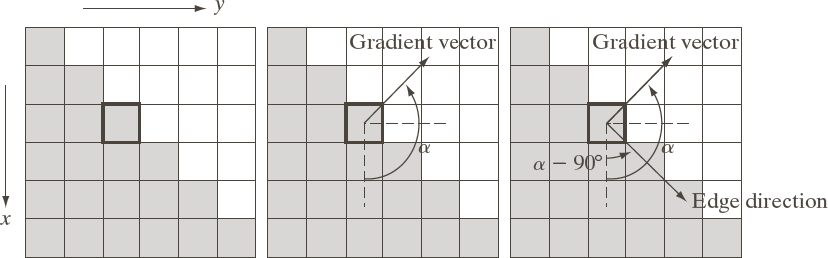 y
x
Gradient vector
α
Gradient vector
α
α − 90°
Edge direction